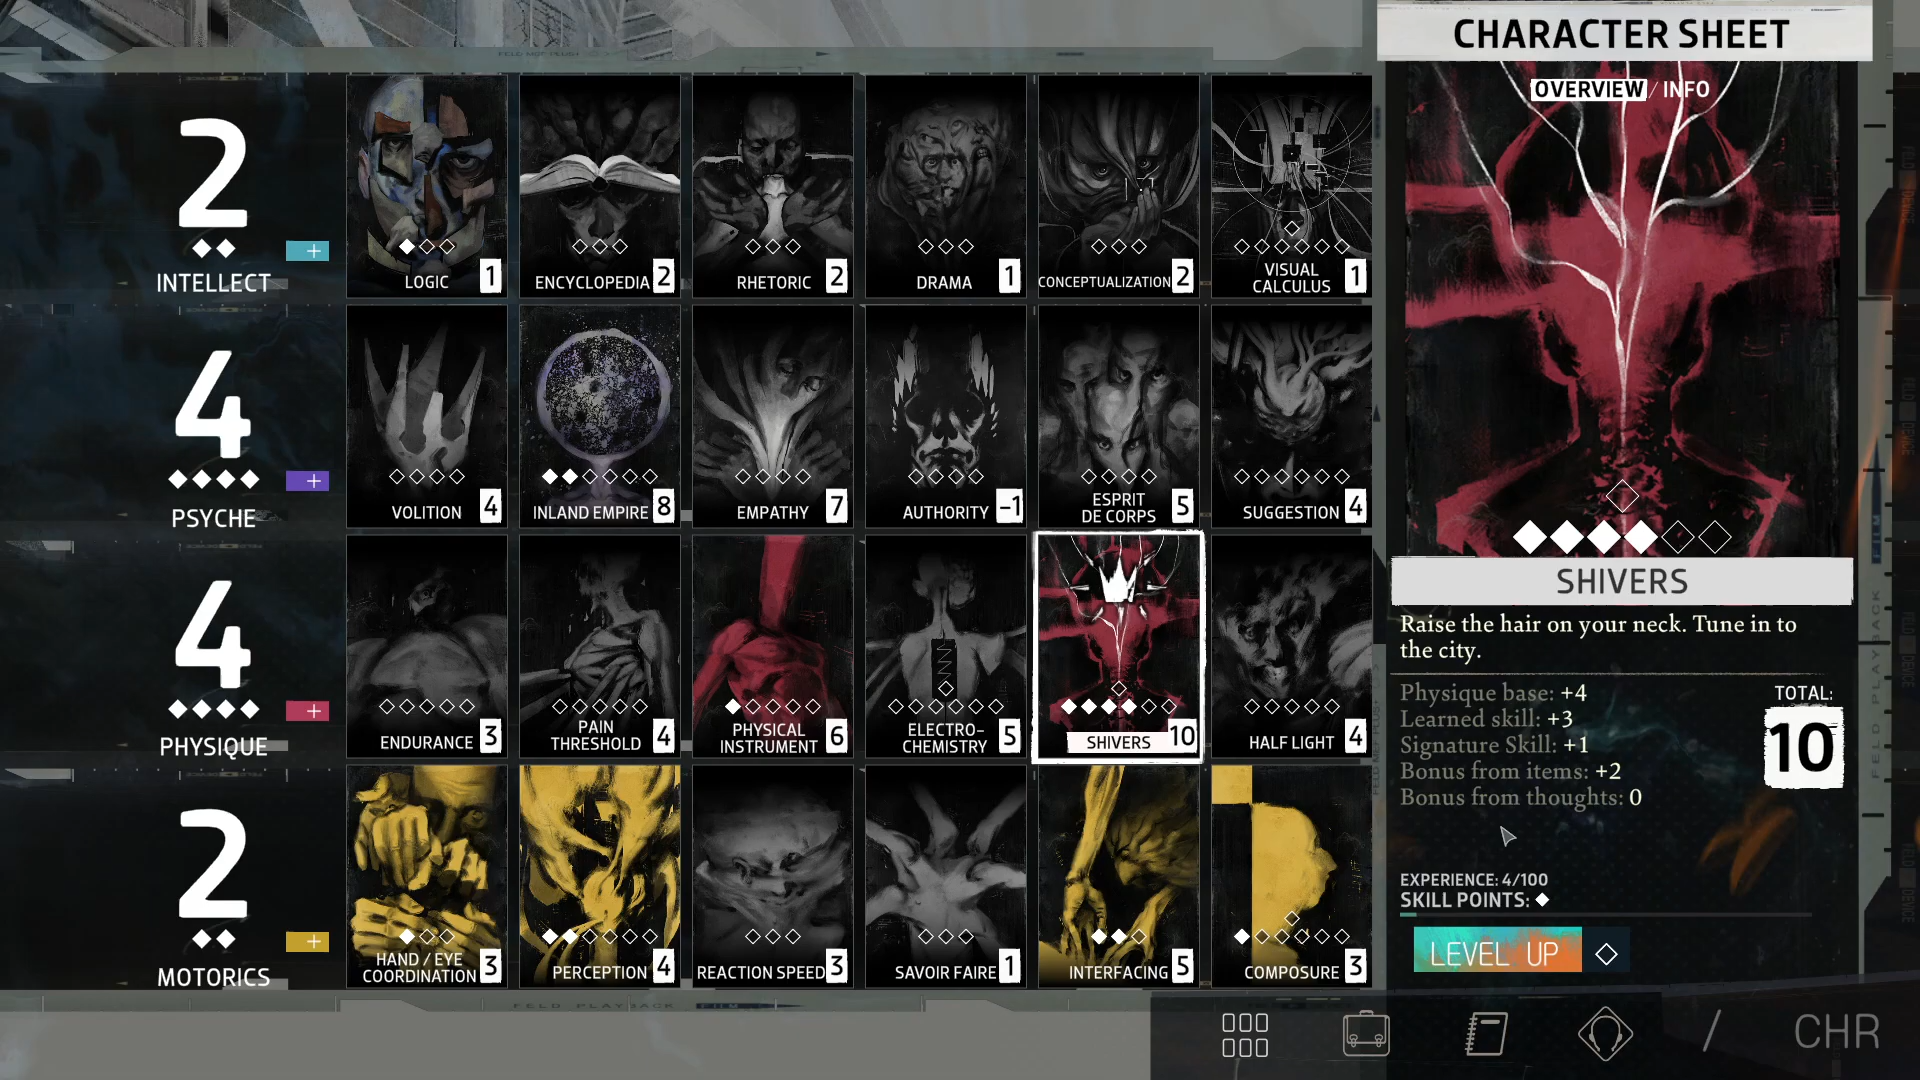 CHARACTER SHEET
OVERVIEW / INFO
2
INTELLECT
+
LOGIC 1
ENCYCLOPEDIA 2
RHETORIC 2
DRAMA 1
CONCEPTUALIZATION 2
VISUAL
CALCULUS 1
4
PSYCHE
+
VOLITION 4
INLAND EMPIRE 8
EMPATHY 7
AUTHORITY -1
ESPRIT
DE CORPS 5
SUGGESTION 4
4
PHYSIQUE
+
ENDURANCE 3
PAIN
THRESHOLD 4
PHYSICAL
INSTRUMENT 6
ELECTRO-
CHEMISTRY 5
SHIVERS 10
HALF LIGHT 4
2
MOTORICS
+
HAND / EYE
COORDINATION 3
PERCEPTION 4
REACTION SPEED 3
SAVOIR FAIRE 1
INTERFACING 5
COMPOSURE 3
SHIVERS
Raise the hair on your neck. Tune in to
the city.
Physique base: +4
Learned skill: +3
Signature Skill: +1
Bonus from items: +2
Bonus from thoughts: 0
TOTAL:
10
EXPERIENCE: 4/100
SKILL POINTS:
LEVEL UP
FELD PLAYBACK
FILM
/ CHR